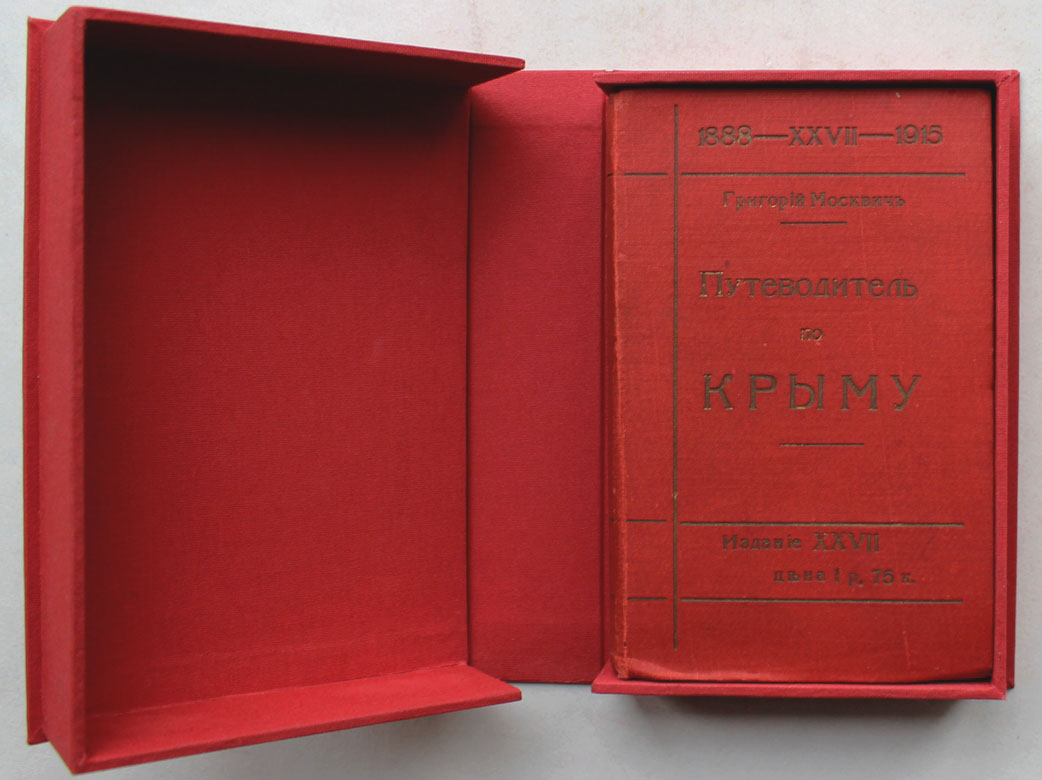 1888—XXVII—1915
Григорій Москвичъ
Путеводитель
по
КРЫМУ
Изданіе XXVII
цѣна 1 р. 75 к.